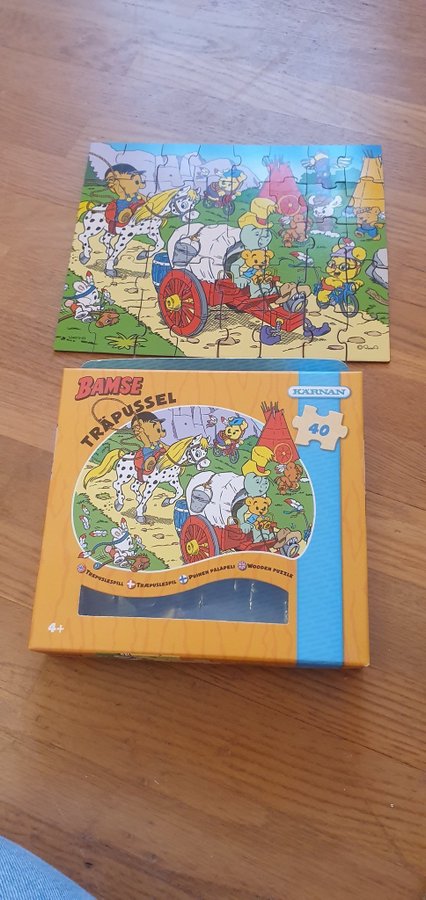 BAMSE
TRÄPUSSEL
KÄRNAN
40
TREPUSLESPILL TRÆPUSLESPIL PUINEN PALAPELI WOODEN PUZZLE
4+